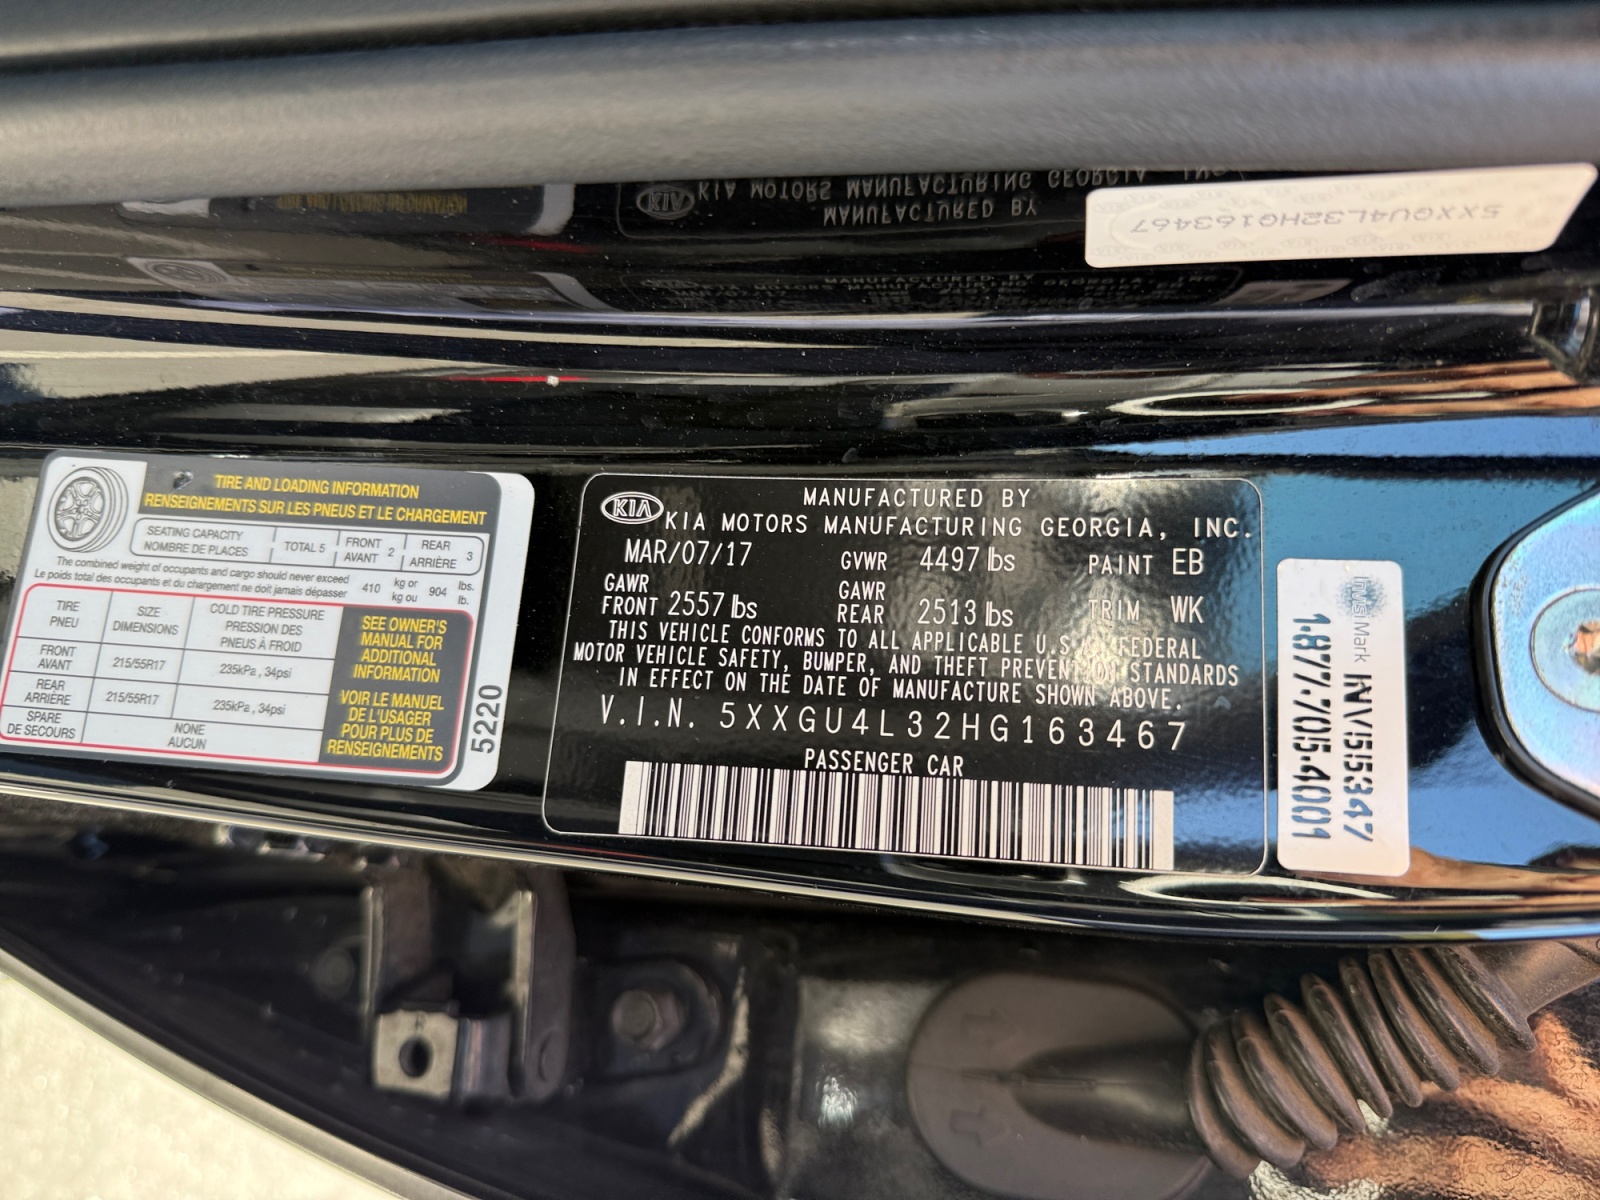 5XXGU4L32HG163467
TIRE AND LOADING INFORMATION
RENSEIGNEMENTS SUR LES PNEUS ET LE CHARGEMENT
SEATING CAPACITY
NOMBRE DE PLACES
TOTAL 5
FRONT
AVANT 2
REAR
ARRIÈRE 3
The combined weight of occupants and cargo should never exceed
Le poids total des occupants et du chargement ne doit jamais dépasser
410 kg or
kg ou
904 lbs.
lb.
TIRE
PNEU
SIZE
DIMENSIONS
COLD TIRE PRESSURE
PRESSION DES
PNEUS À FROID
FRONT
AVANT
215/55R17
235kPa , 34psi
REAR
ARRIÈRE
215/55R17
235kPa , 34psi
SPARE
DE SECOURS
NONE
AUCUN
SEE OWNER'S
MANUAL FOR
ADDITIONAL
INFORMATION
VOIR LE MANUEL
DE L'USAGER
POUR PLUS DE
RENSEIGNEMENTS
5220
MANUFACTURED BY
KIA KIA MOTORS MANUFACTURING GEORGIA, INC.
MAR/07/17 GVWR 4497 lbs PAINT EB
GAWR
FRONT 2557 lbs
GAWR
REAR 2513 lbs
TRIM WK
THIS VEHICLE CONFORMS TO ALL APPLICABLE U.S.A. FEDERAL
MOTOR VEHICLE SAFETY, BUMPER, AND THEFT PREVENTION STANDARDS
IN EFFECT ON THE DATE OF MANUFACTURE SHOWN ABOVE.
V.I.N. 5XXGU4L32HG163467
PASSENGER CAR
INV55347
1.877.705.4001